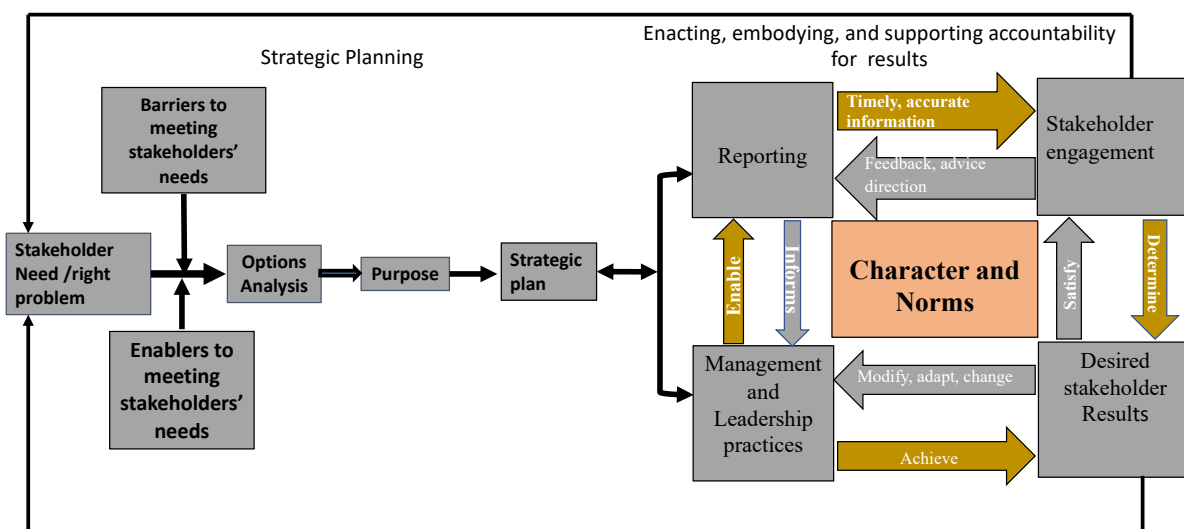 Strategic Planning
Enacting, embodying, and supporting accountability
for results
Barriers to
meeting
stakeholders'
needs
Stakeholder
Need /right
problem
Enablers to
meeting
stakeholders'
needs
Options
Analysis
Purpose
Strategic
plan
Reporting
Timely, accurate
information
Feedback, advice
direction
Stakeholder
engagement
Enable
Informs
Character and
Norms
Satisfy
Determine
Management
and
Leadership
practices
Modify, adapt, change
Achieve
Desired
stakeholder
Results